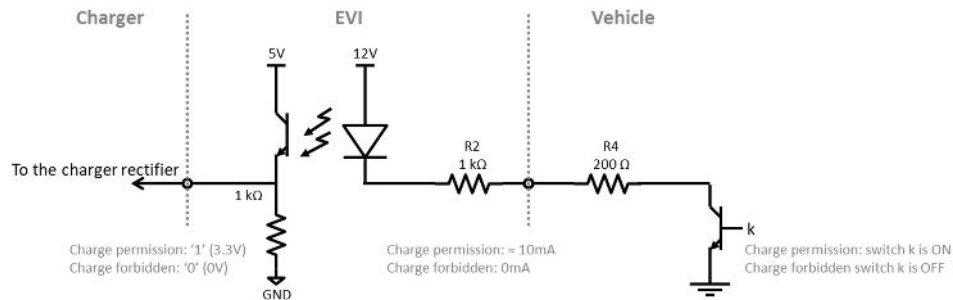 Charger
EVI
Vehicle
5V
12V
R2
1 kΩ
R4
200 Ω
To the charger rectifier
1 kΩ
k
Charge permission: ‘1’ (3.3V)
Charge forbidden: ‘0’ (0V)
GND
Charge permission: ≈ 10mA
Charge forbidden: 0mA
Charge permission: switch k is ON
Charge forbidden switch k is OFF